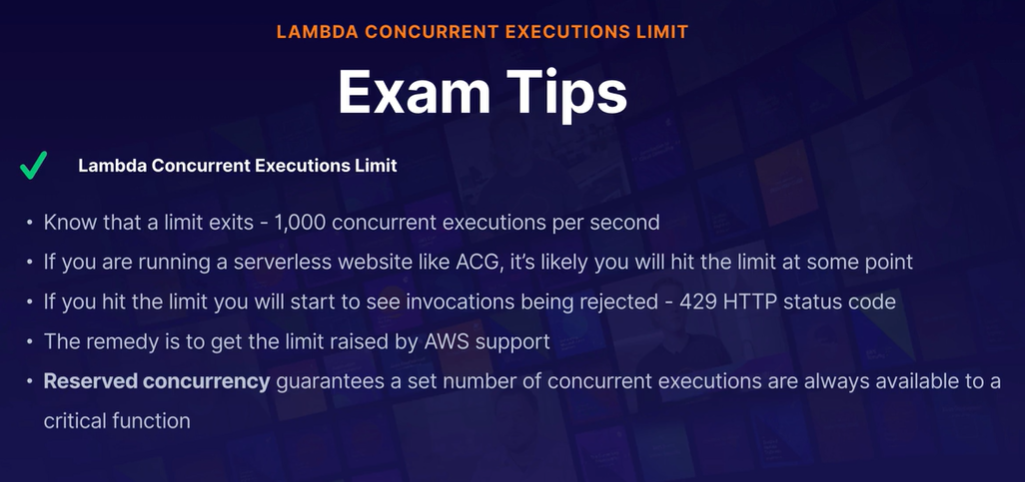 LAMBDA CONCURRENT EXECUTIONS LIMIT
Exam Tips
Lambda Concurrent Executions Limit
• Know that a limit exits - 1,000 concurrent executions per second
• If you are running a serverless website like ACG, it's likely you will hit the limit at some point
• If you hit the limit you will start to see invocations being rejected - 429 HTTP status code
• The remedy is to get the limit raised by AWS support
• Reserved concurrency guarantees a set number of concurrent executions are always available to a
critical function